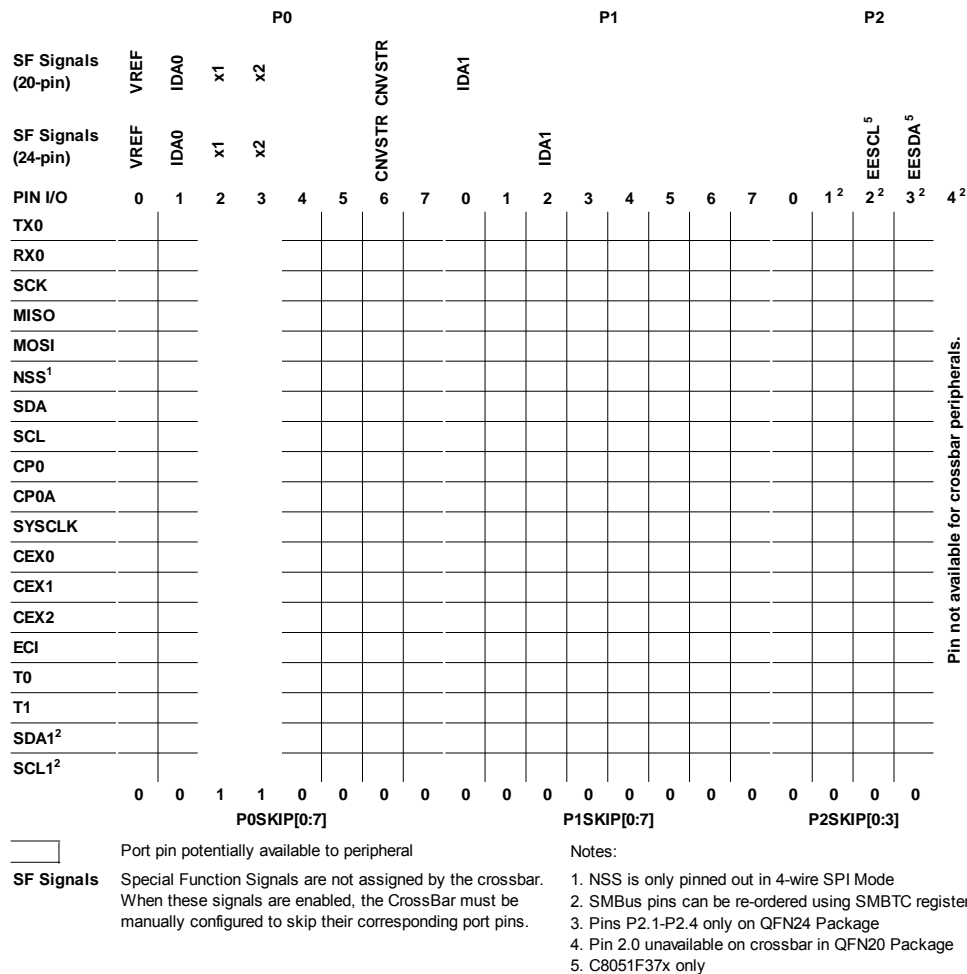 P0 P1 P2
SF Signals (20-pin) VREF IDA0 x1 x2 CNVSTR IDA1
SF Signals (24-pin) VREF IDA0 x1 x2 CNVSTR IDA1 EESCL5 EESDA5
PIN I/O 0 1 2 3 4 5 6 7 0 1 2 3 4 5 6 7 0 1 2 2 2 3 2 4 2
TX0
RX0
SCK
MISO
MOSI
NSS1
SDA
SCL
CP0
CP0A
SYSCLK
CEX0
CEX1
CEX2
ECI
T0
T1
SDA12
SCL12
Pin not available for crossbar peripherals.
0 0 1 1 0 0 0 0 0 0 0 0 0 0 0 0 0 0 0 0
P0SKIP[0:7] P1SKIP[0:7] P2SKIP[0:3]
Port pin potentially available to peripheral
SF Signals Special Function Signals are not assigned by the crossbar.
When these signals are enabled, the CrossBar must be
manually configured to skip their corresponding port pins.
Notes:
1. NSS is only pinned out in 4-wire SPI Mode
2. SMBus pins can be re-ordered using SMBTC register
3. Pins P2.1-P2.4 only on QFN24 Package
4. Pin 2.0 unavailable on crossbar in QFN20 Package
5. C8051F37x only